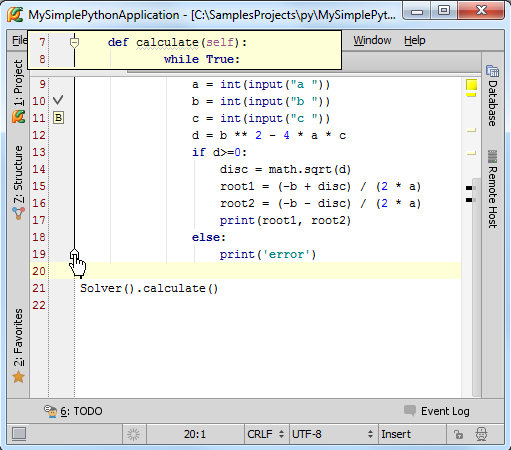 MySimplePythonApplication - [C:\SamplesProjects\py\MySimplePyt...
File
Window Help
7 def calculate(self):
8 while True:
9 a = int(input("a "))
10 b = int(input("b "))
11 B c = int(input("c "))
12 d = b ** 2 - 4 * a * c
13 if d>=0:
14 disc = math.sqrt(d)
15 root1 = (-b + disc) / (2 * a)
16 root2 = (-b - disc) / (2 * a)
17 print(root1, root2)
18 else:
19 print('error')
20
21 Solver().calculate()
22
1: Project
7: Structure
2: Favorites
Database
Remote Host
6: TODO
Event Log
20:1 CRLF UTF-8 Insert